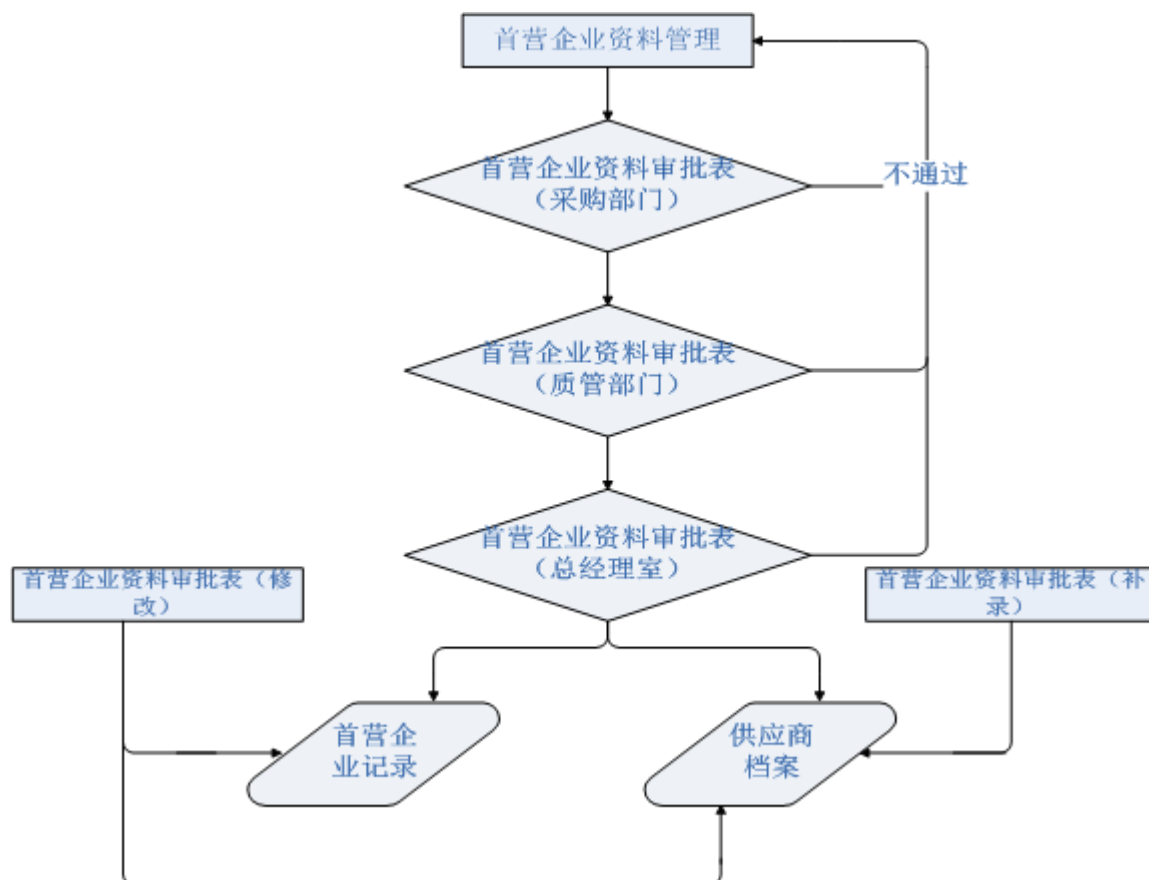 首营企业资料管理
首营企业资料审批表
（采购部门）
不通过
首营企业资料审批表
（质管部门）
首营企业资料审批表
（总经理室）
首营企业资料审批表（修
改）
首营企业资料审批表（补
录）
首营企
业记录
供应商
档案